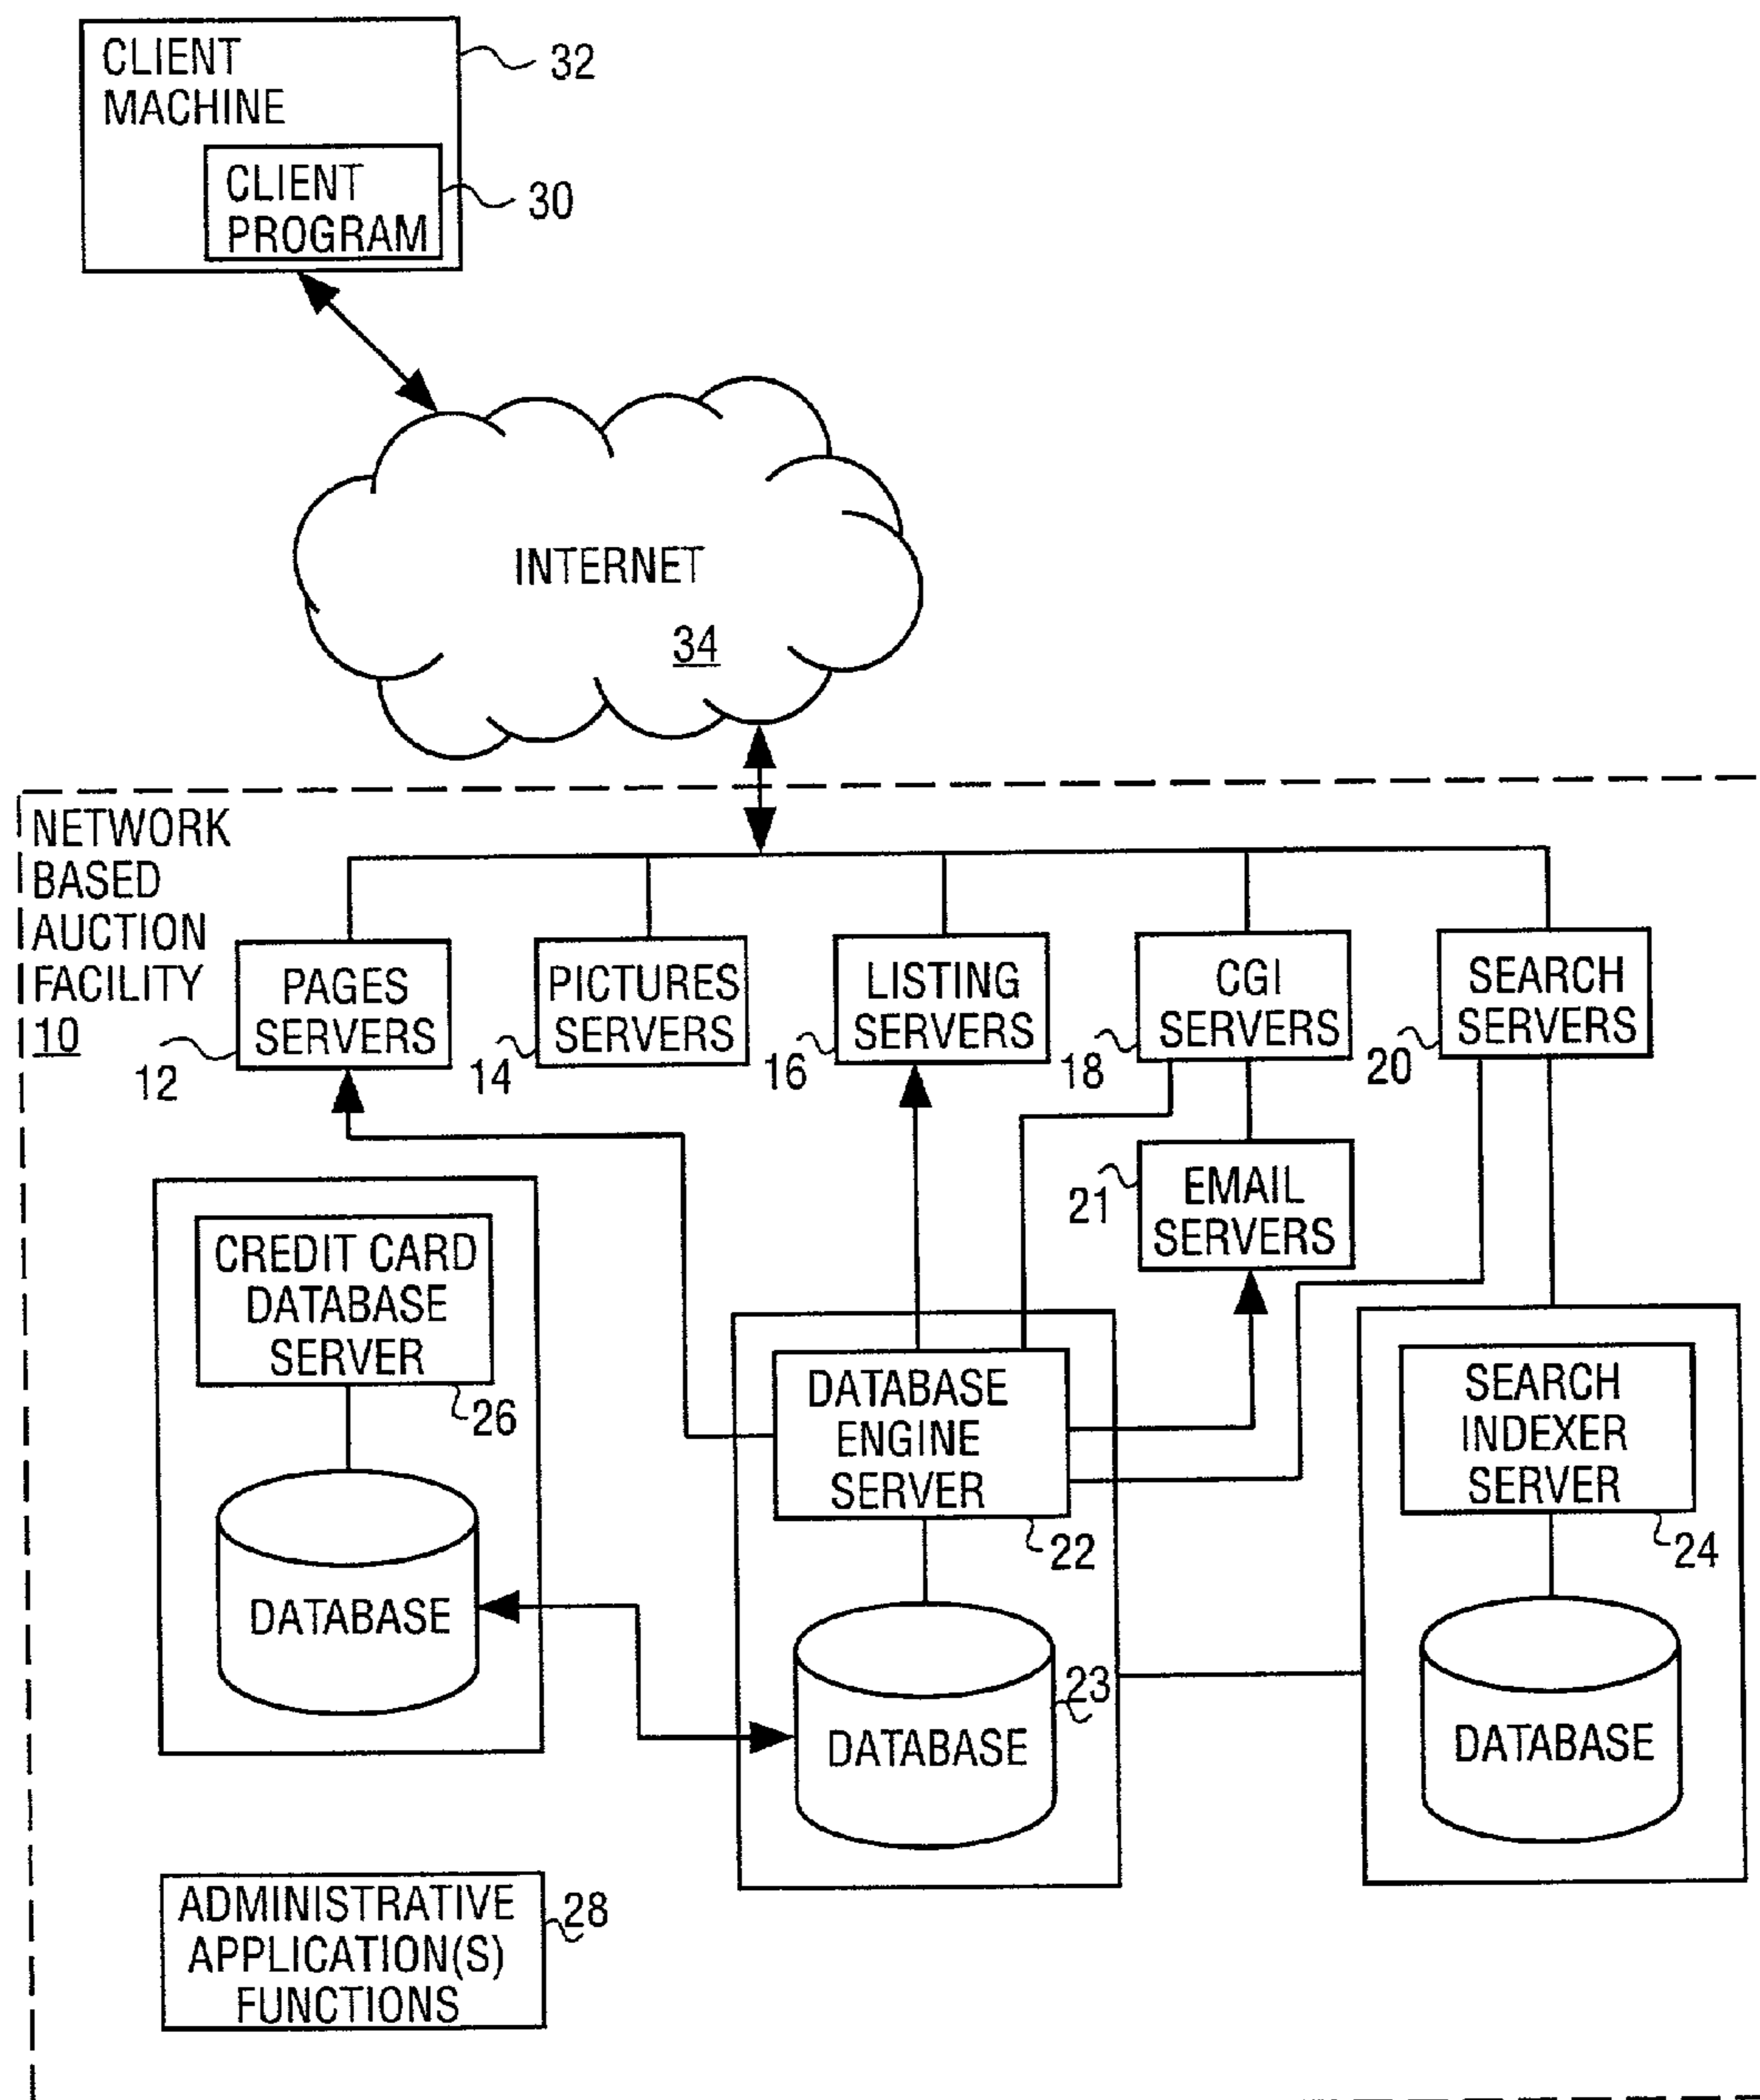 CLIENT
MACHINE
32
CLIENT
PROGRAM
30
INTERNET
34
NETWORK
BASED
AUCTION
FACILITY
10
PAGES
SERVERS
12
PICTURES
SERVERS
14
LISTING
SERVERS
16
CGI
SERVERS
18
SEARCH
SERVERS
20
EMAIL
SERVERS
21
CREDIT CARD
DATABASE
SERVER
26
DATABASE
DATABASE
ENGINE
SERVER
22
DATABASE
23
SEARCH
INDEXER
SERVER
24
DATABASE
ADMINISTRATIVE
APPLICATION(S)
FUNCTIONS
28